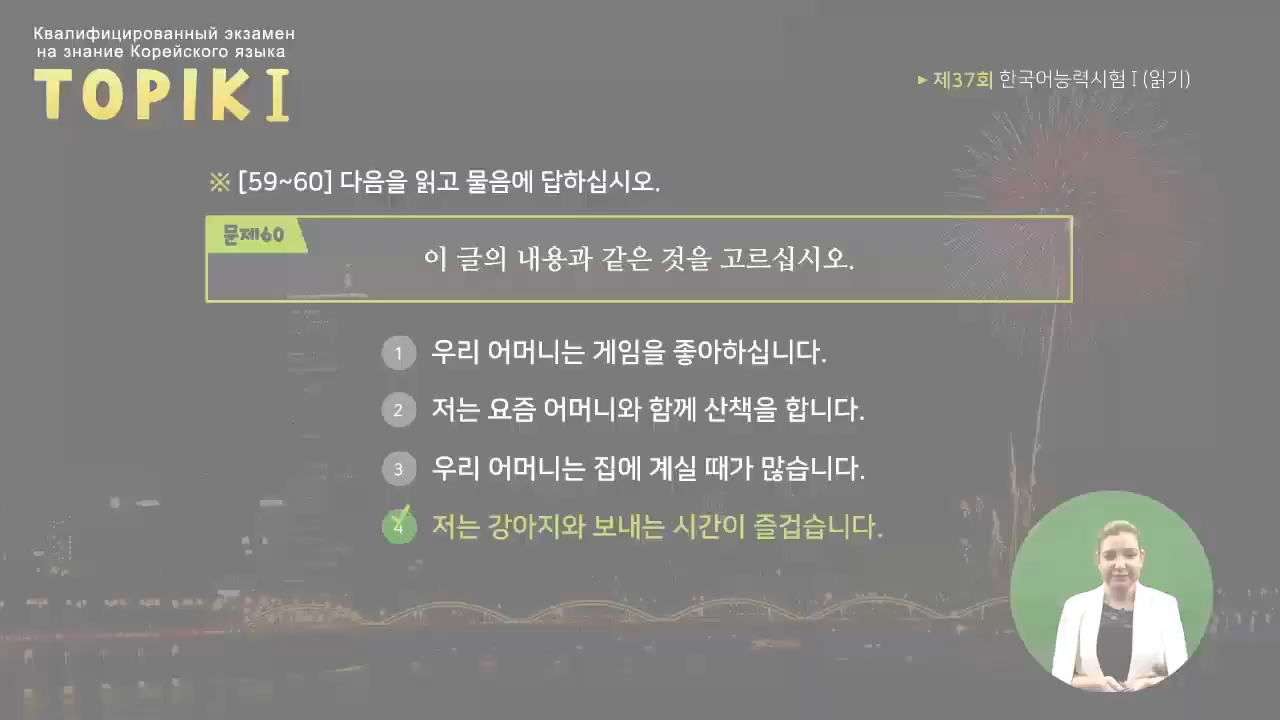 Квалифицированный экзамен
на знание Корейского языка
TOPIK I
▸ 제37회 한국어능력시험 I (읽기)
※ [59~60] 다음을 읽고 물음에 답하십시오.
문제60
이 글의 내용과 같은 것을 고르십시오.
1 우리 어머니는 게임을 좋아하십니다.
2 저는 요즘 어머니와 함께 산책을 합니다.
3 우리 어머니는 집에 계실 때가 많습니다.
4 저는 강아지와 보내는 시간이 즐겁습니다.